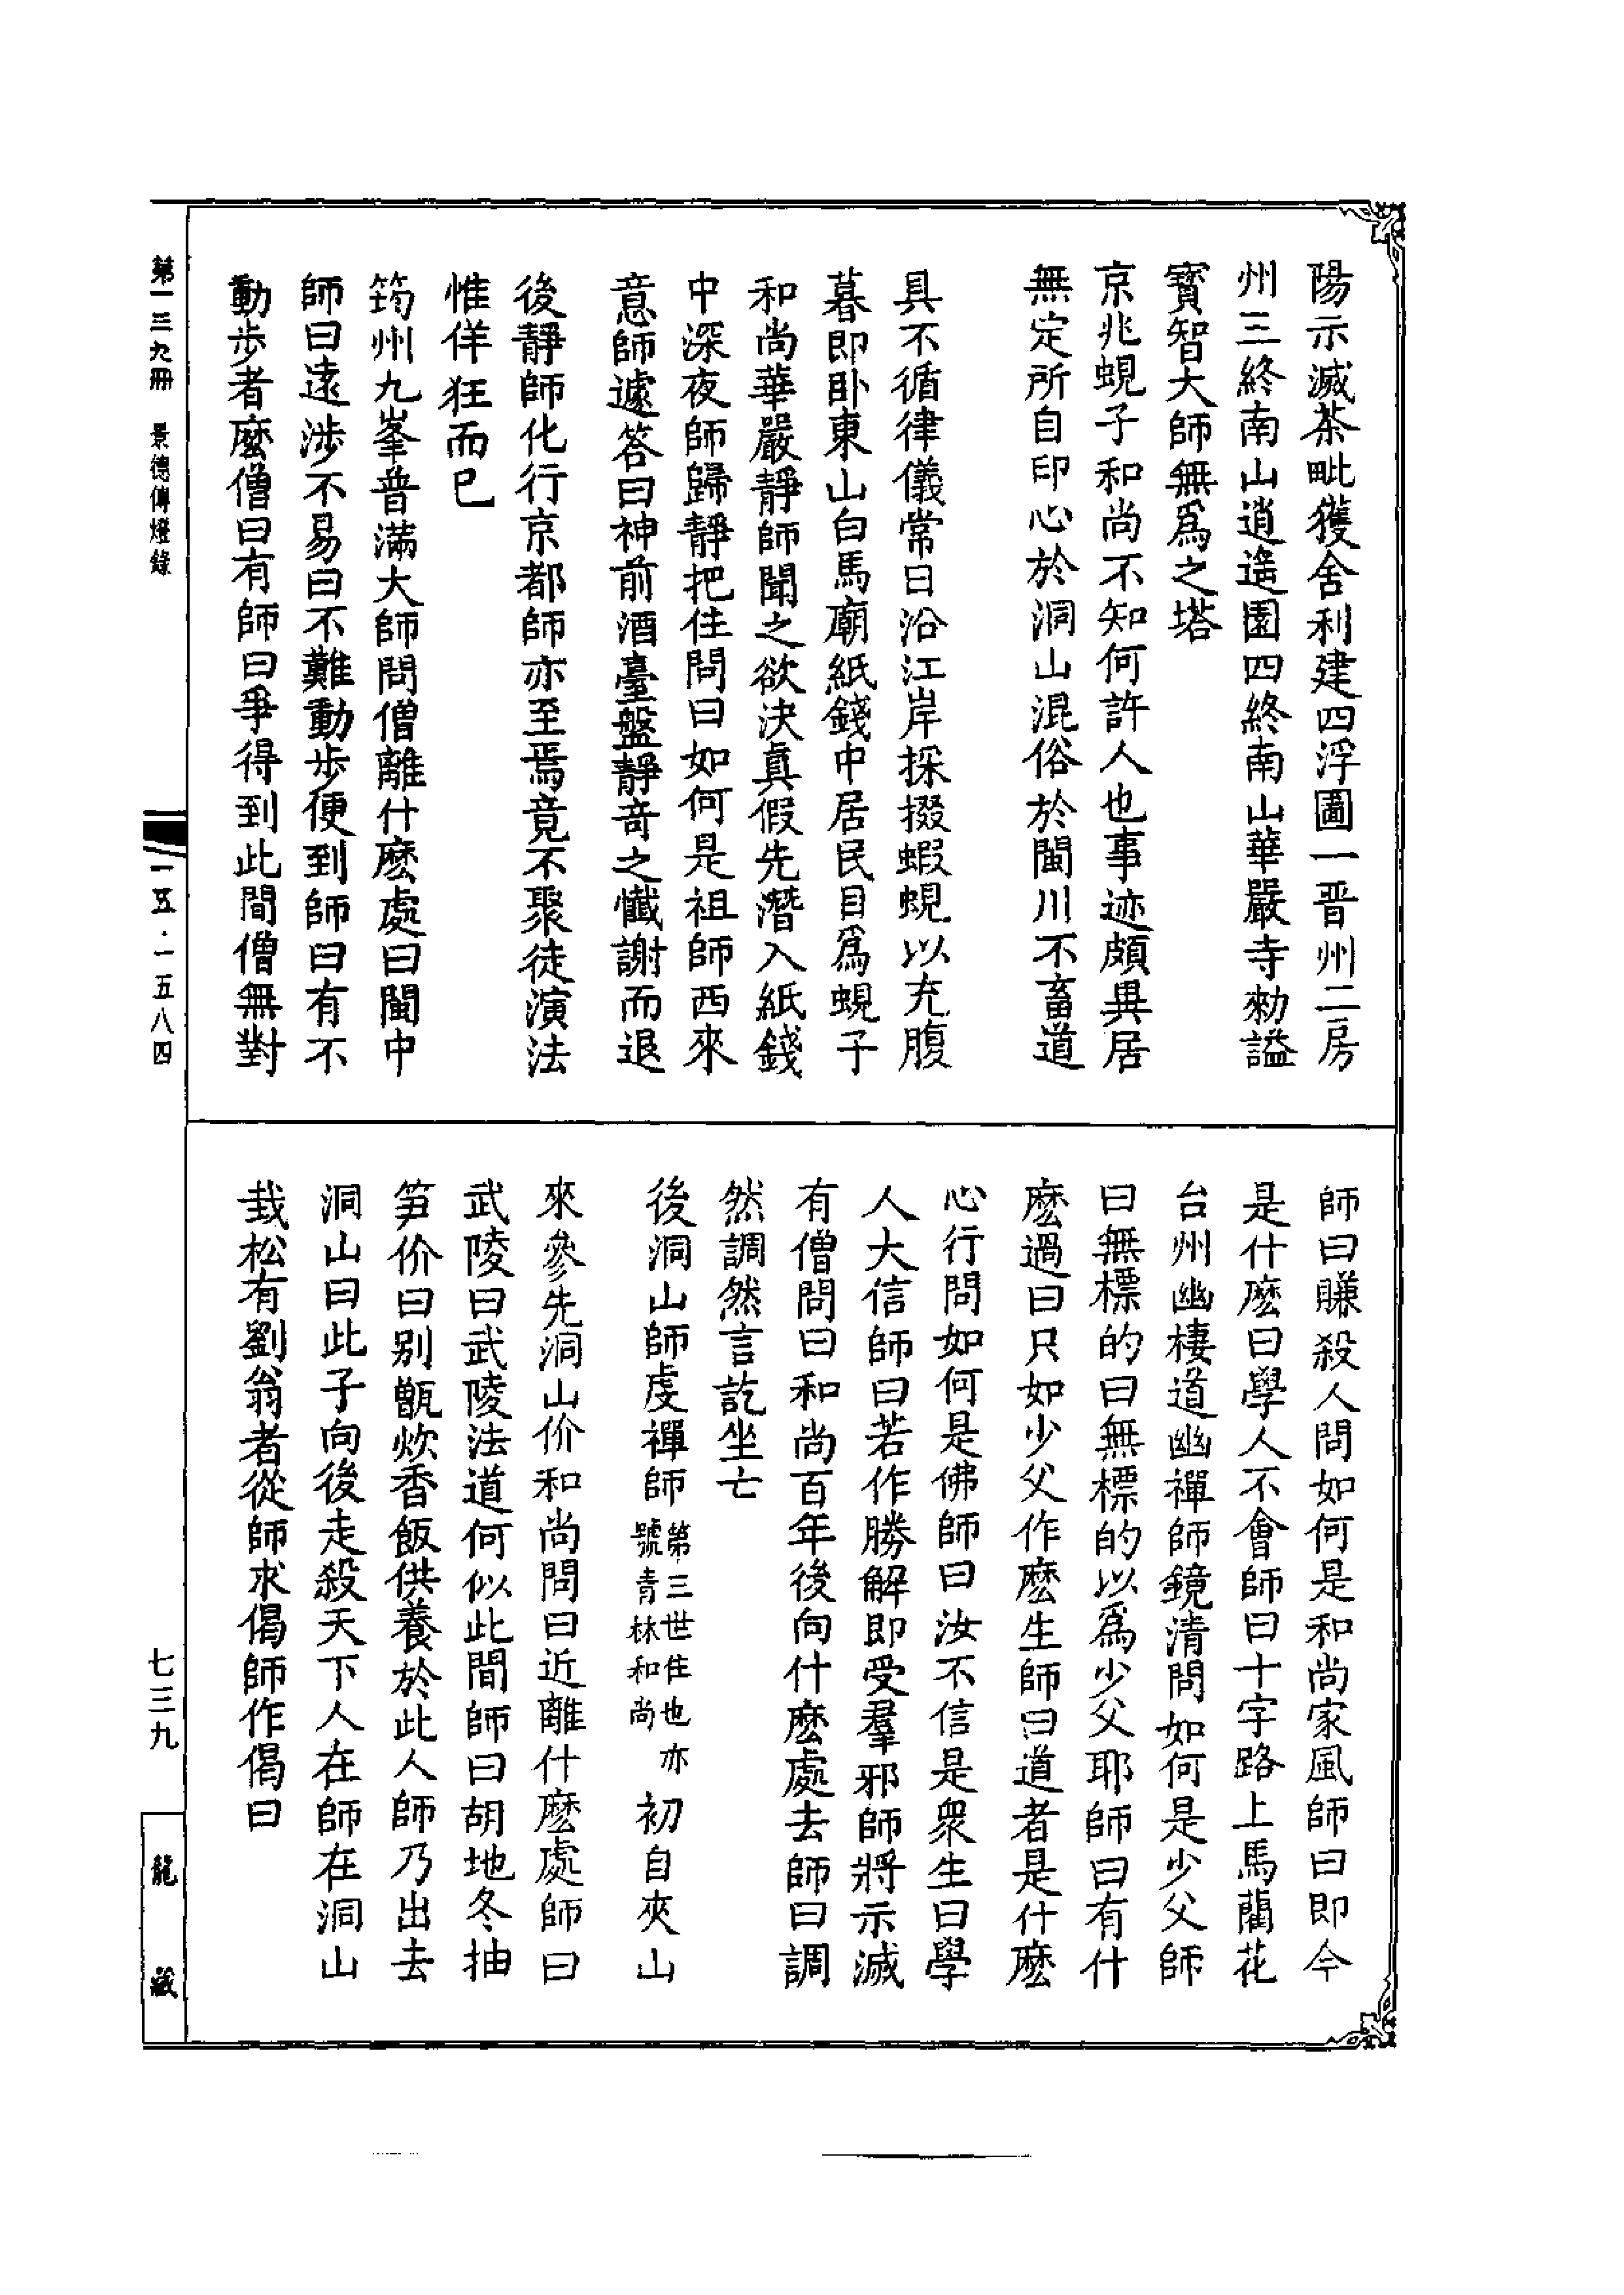 陽示滅茶毗獲舍利建四浮圖一晋州二房
州三終南山逍遥園四終南山華嚴寺勑謚
寳智大師無爲之塔
京兆蜆子和尚不知何許人也事迹頗異居
無定所自印心於洞山混俗於閩川不畜道
具不循律儀常日沿江岸採掇蝦蜆以充腹
暮即卧東山白馬廟紙錢中居民目爲蜆子
和尚華嚴靜師聞之欲決真假先潛入紙錢
中深夜師歸靜把住問曰如何是祖師西來
意師遽答曰神前酒臺盤靜竒之懺謝而退
後靜師化行京都師亦至焉竟不聚徒演法
惟佯狂而已
筠州九峯普滿大師問僧離什麽處曰閩中
師曰遠涉不易曰不難動步便到師曰有不
動步者麽僧曰有師曰爭得到此間僧無對
師曰賺殺人問如何是和尚家風師曰即今
是什麽曰學人不會師曰十字路上馬藺花
台州幽棲道幽禪師鏡清問如何是少父師
曰無標的曰無標的以爲少父耶師曰有什
麽過曰只如少父作麽生師曰道者是什麽
心行問如何是佛師曰汝不信是衆生曰學
人大信師曰若作勝解即受羣邪師將示滅
有僧問曰和尚百年後向什麽處去師曰調
然調然言訖坐亡
後洞山師虔禪師第三世住也亦號青林和尚初自夾山
來參先洞山价和尚問曰近離什麽處師曰
武陵曰武陵法道何似此間師曰胡地冬抽
笋价曰别甑炊香飯供養於此人師乃出去
洞山曰此子向後走殺天下人在師在洞山
栽松有劉翁者從師求偈師作偈曰
第一三九冊　景德傳燈錄
一五·一五八四
七三九
龍藏